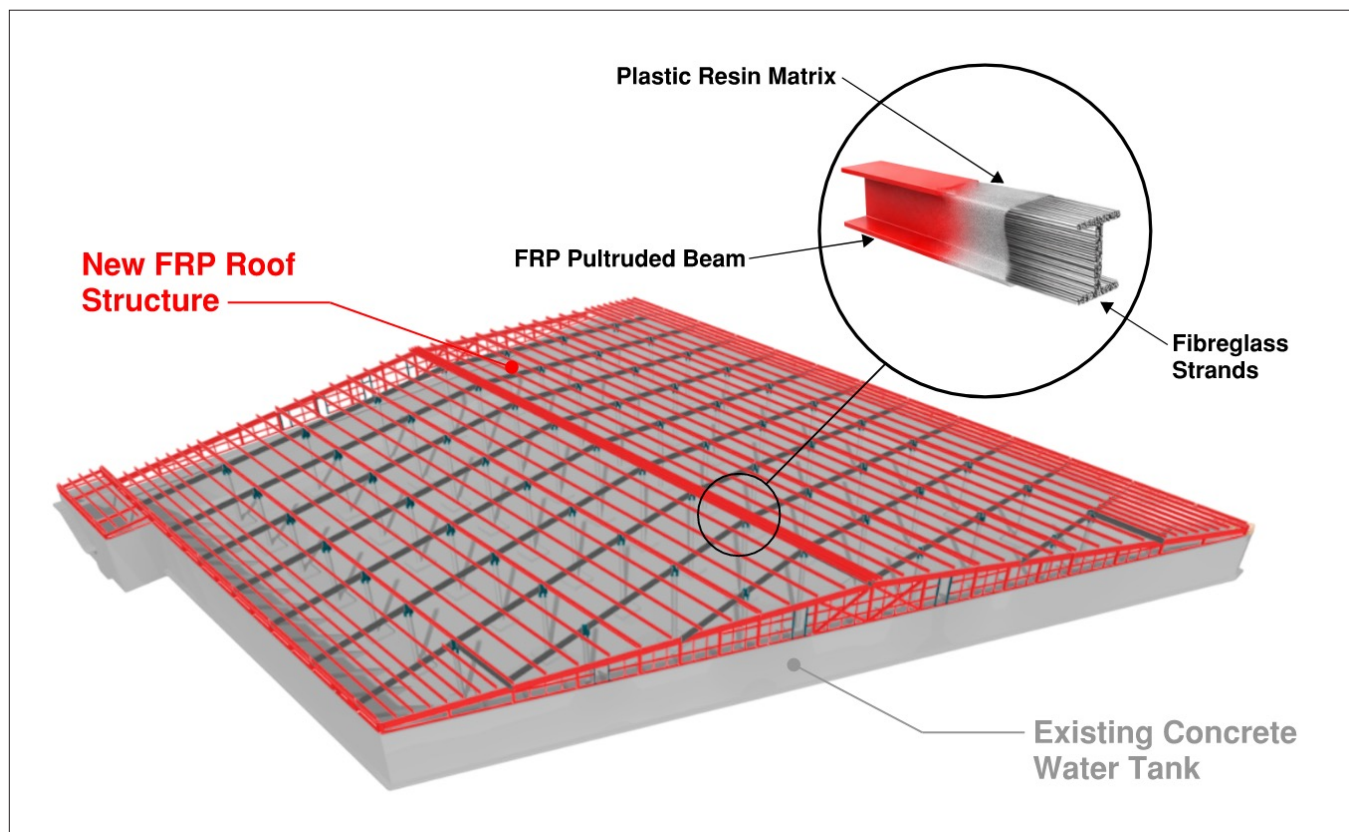 Plastic Resin Matrix
FRP Pultruded Beam
New FRP Roof
Structure
Fibreglass
Strands
Existing Concrete
Water Tank